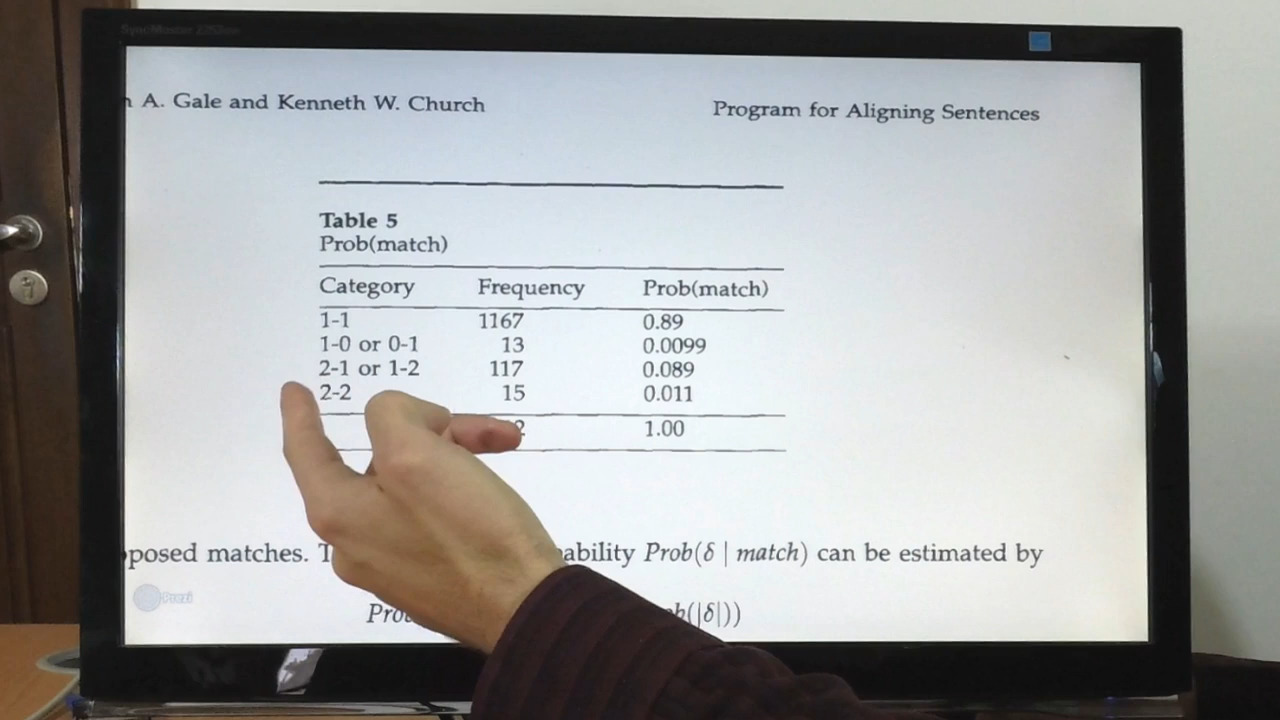 A. Gale and Kenneth W. Church
Program for Aligning Sentences
Table 5
Prob(match)
Category Frequency Prob(match)
1-1 1167 0.89
1-0 or 0-1 13 0.0099
2-1 or 1-2 117 0.089
2-2 15 0.011
1.00
matches. Prob(δ | match) can be estimated by
Prezi